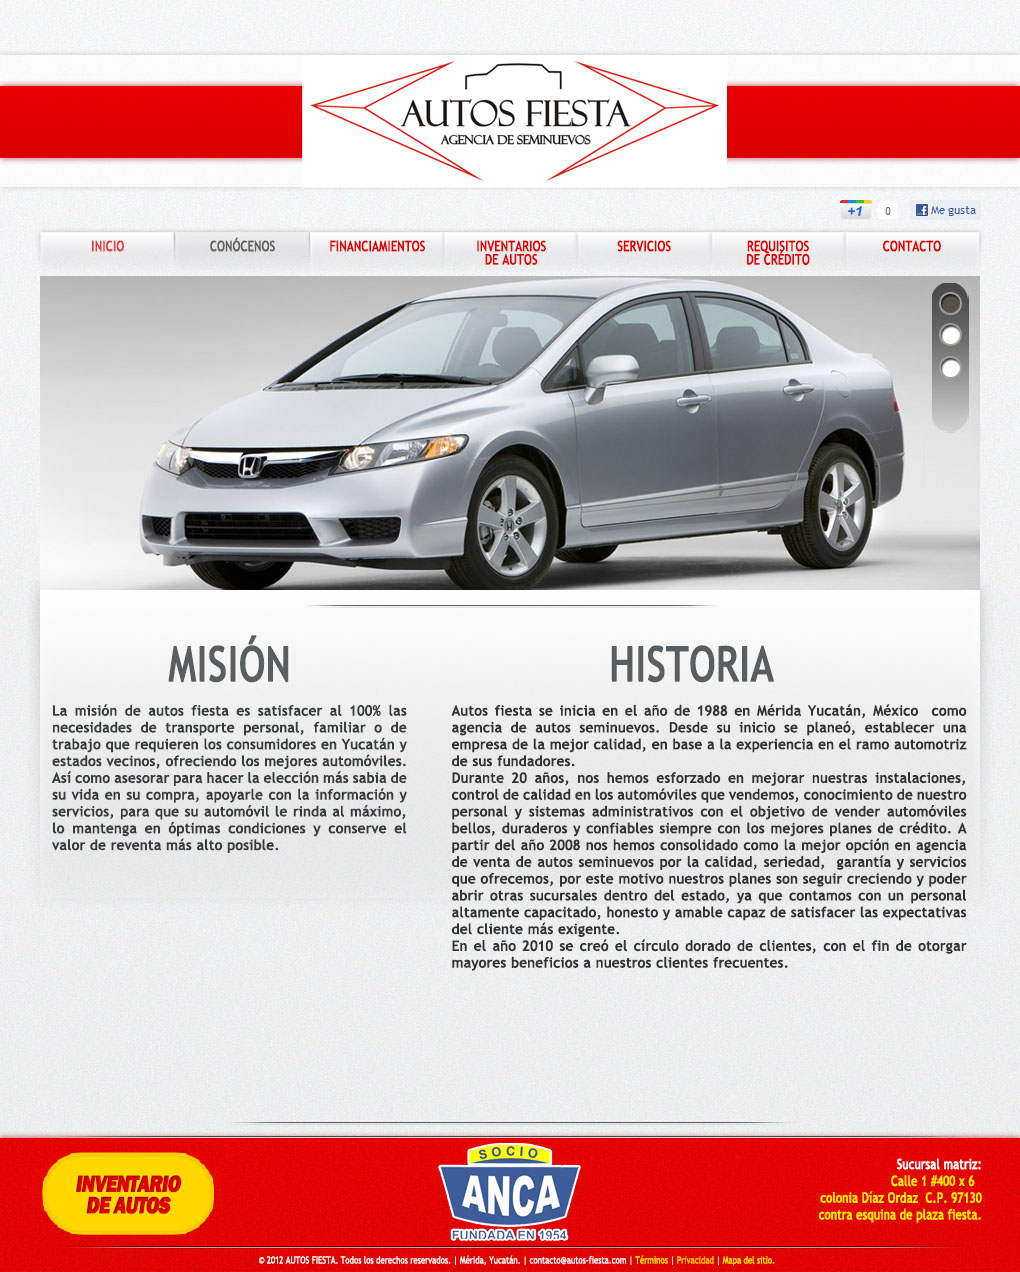 AUTOS FIESTA
AGENCIA DE SEMINUEVOS
+1
0
Me gusta
INICIO
CONÓCENOS
FINANCIAMIENTOS
INVENTARIOS
DE AUTOS
SERVICIOS
REQUISITOS
DE CRÉDITO
CONTACTO
MISIÓN
La misión de autos fiesta es satisfacer al 100% las
necesidades de transporte personal, familiar o de
trabajo que requieren los consumidores en Yucatán y
estados vecinos, ofreciendo los mejores automóviles.
Así como asesorar para hacer la elección más sabia de
su vida en su compra, apoyarle con la información y
servicios, para que su automóvil le rinda al máximo,
lo mantenga en óptimas condiciones y conserve el
valor de reventa más alto posible.
HISTORIA
Autos fiesta se inicia en el año de 1988 en Mérida Yucatán, México como
agencia de autos seminuevos. Desde su inicio se planeó, establecer una
empresa de la mejor calidad, en base a la experiencia en el ramo automotriz
de sus fundadores.
Durante 20 años, nos hemos esforzado en mejorar nuestras instalaciones,
control de calidad en los automóviles que vendemos, conocimiento de nuestro
personal y sistemas administrativos con el objetivo de vender automóviles
bellos, duraderos y confiables siempre con los mejores planes de crédito. A
partir del año 2008 nos hemos consolidado como la mejor opción en agencia
de venta de autos seminuevos por la calidad, seriedad, garantía y servicios
que ofrecemos, por este motivo nuestros planes son seguir creciendo y poder
abrir otras sucursales dentro del estado, ya que contamos con un personal
altamente capacitado, honesto y amable capaz de satisfacer las expectativas
del cliente más exigente.
En el año 2010 se creó el círculo dorado de clientes, con el fin de otorgar
mayores beneficios a nuestros clientes frecuentes.
INVENTARIO
DE AUTOS
SOCIO
ANCA
FUNDADA EN 1954
Sucursal matriz:
Calle 1 #400 x 6
colonia Díaz Ordaz C.P. 97130
contra esquina de plaza fiesta.
© 2012 AUTOS FIESTA. Todos los derechos reservados. | Mérida, Yucatán. | contacto@autos-fiesta.com | Términos | Privacidad | Mapa del sitio.